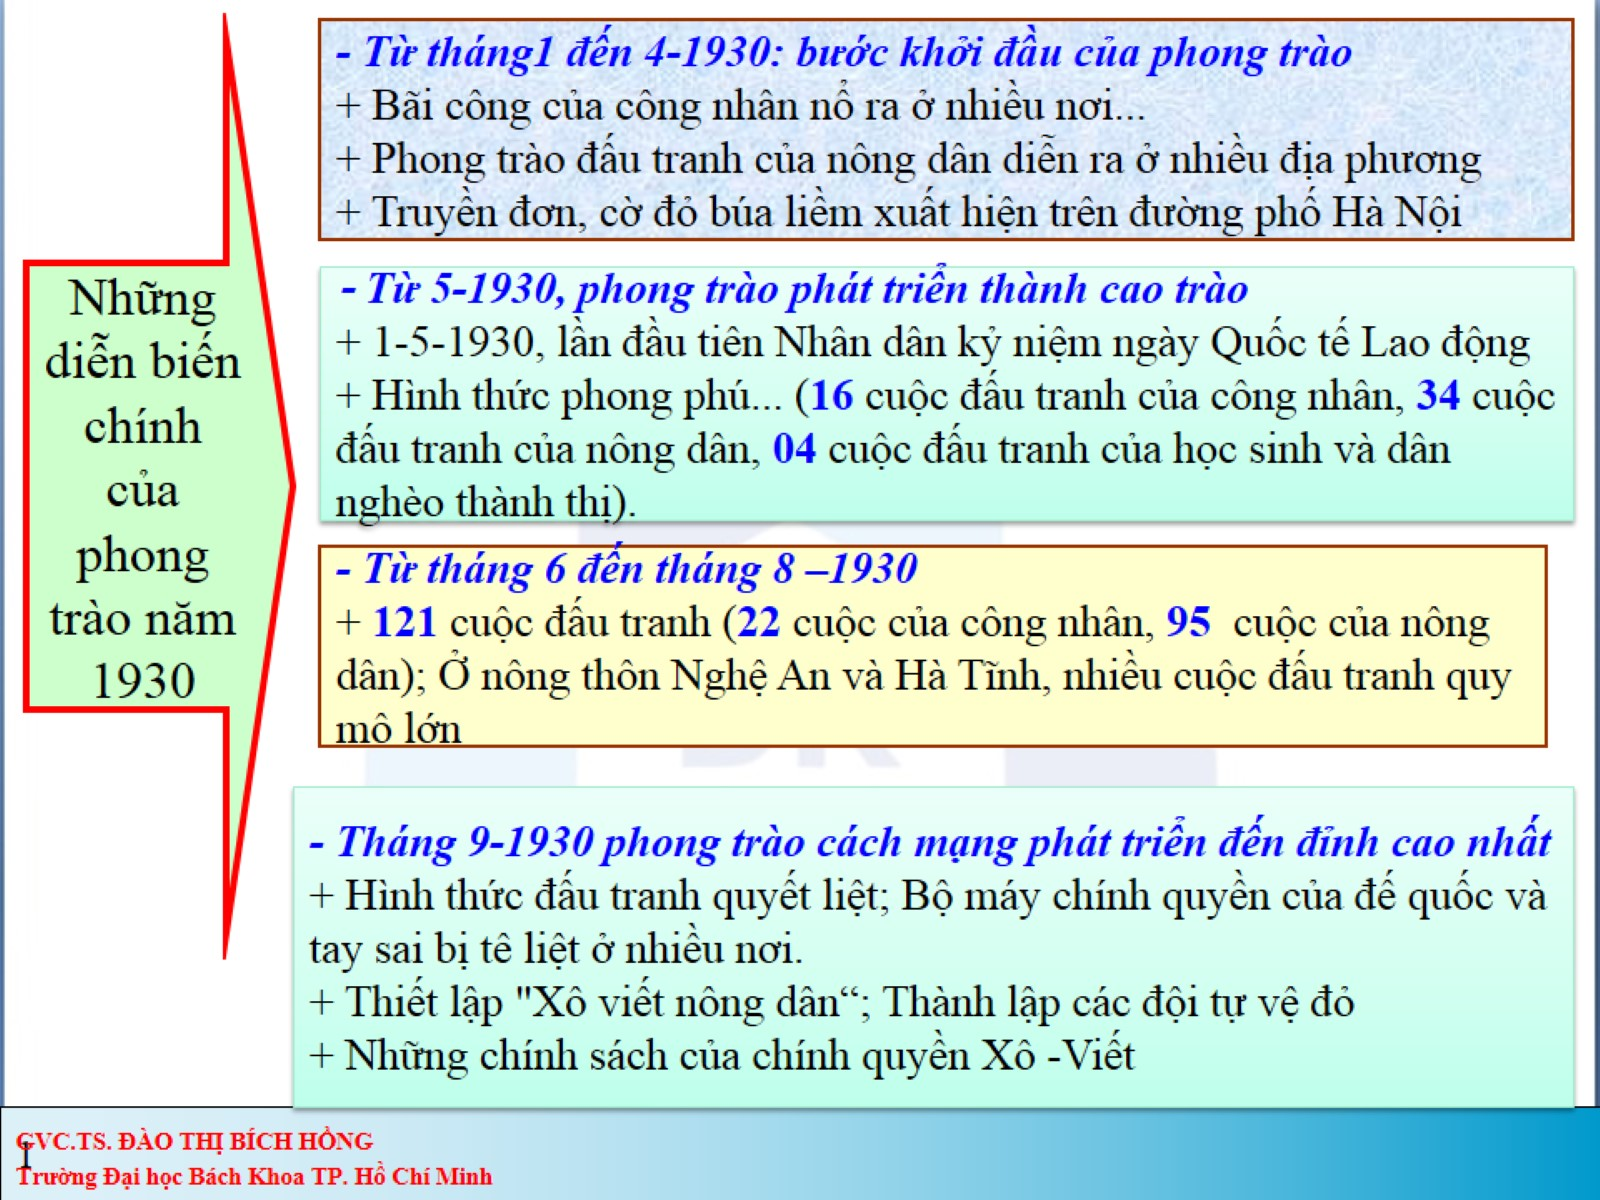 Những
diễn biến
chính
của
phong
trào năm
1930
- Từ tháng1 đến 4-1930: bước khởi đầu của phong trào
+ Bãi công của công nhân nổ ra ở nhiều nơi...
+ Phong trào đấu tranh của nông dân diễn ra ở nhiều địa phương
+ Truyền đơn, cờ đỏ búa liềm xuất hiện trên đường phố Hà Nội
- Từ 5-1930, phong trào phát triển thành cao trào
+ 1-5-1930, lần đầu tiên Nhân dân kỷ niệm ngày Quốc tế Lao động
+ Hình thức phong phú... (16 cuộc đấu tranh của công nhân, 34 cuộc
đấu tranh của nông dân, 04 cuộc đấu tranh của học sinh và dân
nghèo thành thị).
- Từ tháng 6 đến tháng 8 –1930
+ 121 cuộc đấu tranh (22 cuộc của công nhân, 95 cuộc của nông
dân); Ở nông thôn Nghệ An và Hà Tĩnh, nhiều cuộc đấu tranh quy
mô lớn
- Tháng 9-1930 phong trào cách mạng phát triển đến đỉnh cao nhất
+ Hình thức đấu tranh quyết liệt; Bộ máy chính quyền của đế quốc và
tay sai bị tê liệt ở nhiều nơi.
+ Thiết lập "Xô viết nông dân“; Thành lập các đội tự vệ đỏ
+ Những chính sách của chính quyền Xô -Viết
GVC.TS. ĐÀO THỊ BÍCH HỒNG
1
Trường Đại học Bách Khoa TP. Hồ Chí Minh